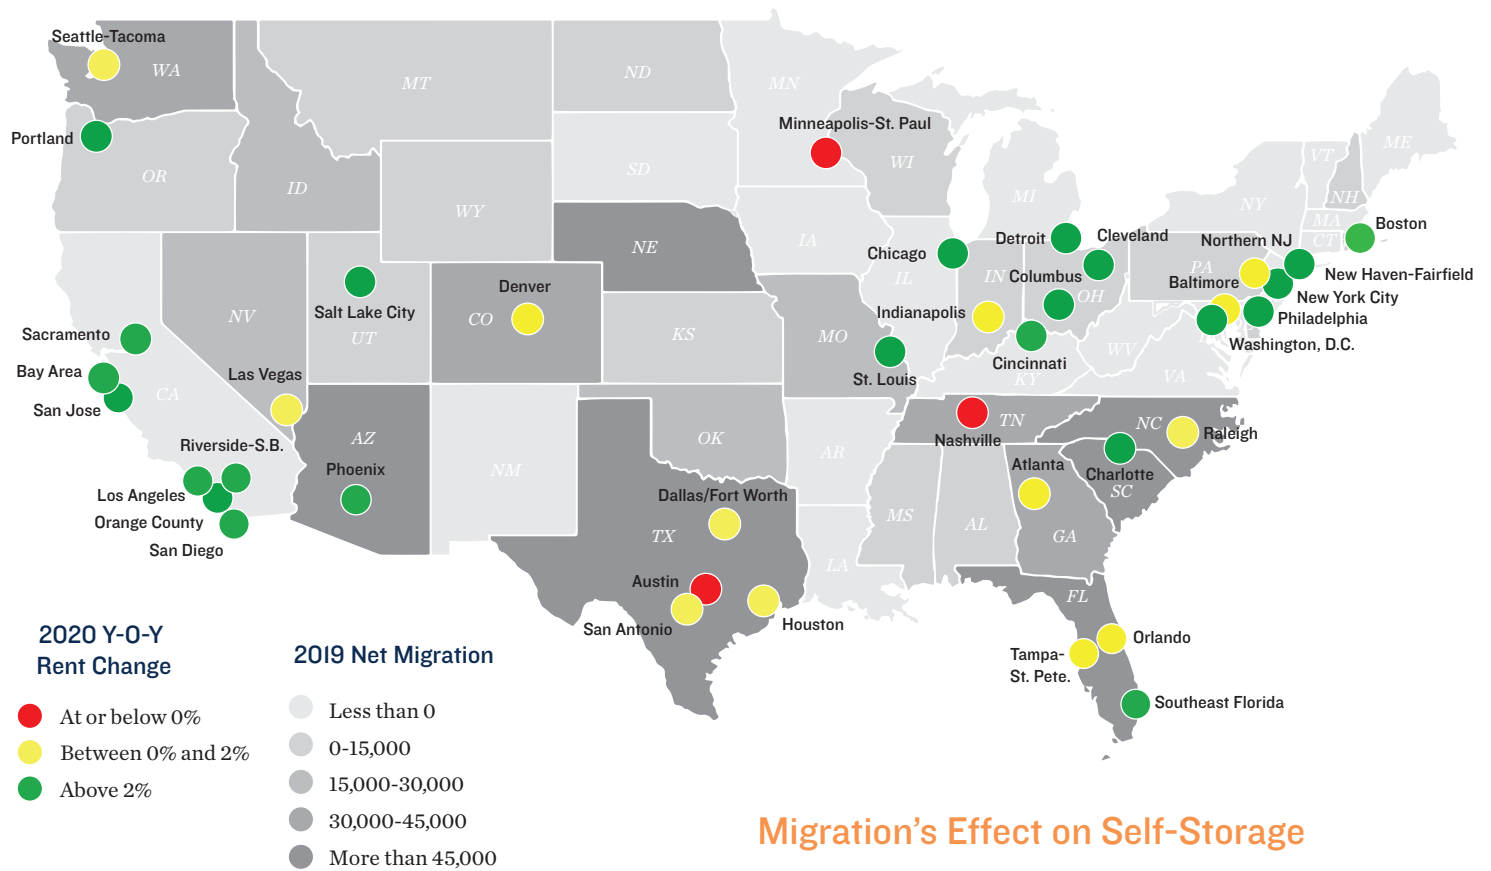 Seattle-Tacoma
WA
MT
ND
MN
Minneapolis-St. Paul
Portland
OR
ID
WY
SD
WI
MI
VT
NH
ME
NY
MA
CT
Boston
NE
IA
Chicago
Detroit
Cleveland
Northern NJ
PA
New Haven-Fairfield
Baltimore
New York City
Philadelphia
Washington, D.C.
IL
IN
Columbus
OH
Indianapolis
Cincinnati
Denver
CO
Salt Lake City
UT
NV
Sacramento
Bay Area
San Jose
CA
Las Vegas
KS
MO
St. Louis
KY
WV
VA
Riverside-S.B.
Los Angeles
Orange County
San Diego
AZ
Phoenix
NM
OK
AR
TN
Nashville
NC
Raleigh
Charlotte
SC
Atlanta
GA
AL
MS
LA
Dallas/Fort Worth
TX
Austin
San Antonio
Houston
FL
Orlando
Tampa-
St. Pete.
Southeast Florida
2020 Y-O-Y
Rent Change
At or below 0%
Between 0% and 2%
Above 2%
2019 Net Migration
Less than 0
0-15,000
15,000-30,000
30,000-45,000
More than 45,000
Migration's Effect on Self-Storage